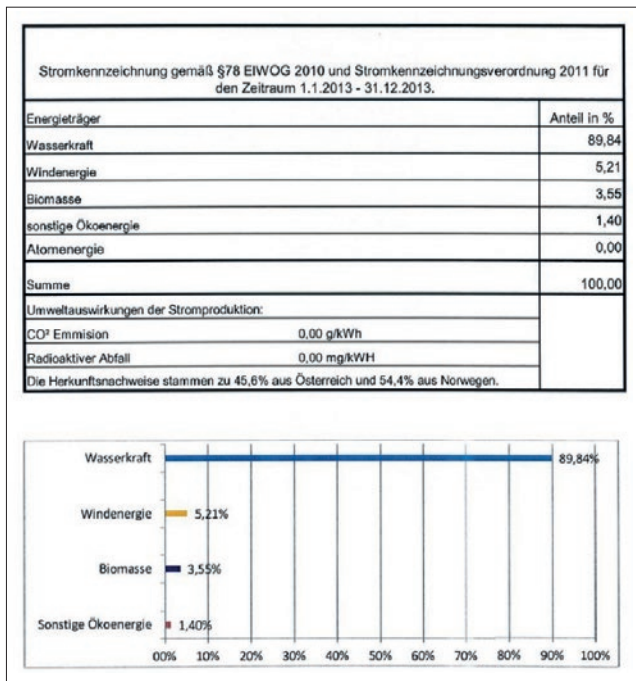 Stromkennzeichnung gemäß §78 ElWOG 2010 und Stromkennzeichnungsverordnung 2011 für
den Zeitraum 1.1.2013 - 31.12.2013.
Energieträger Anteil in %
Wasserkraft 89,84
Windenergie 5,21
Biomasse 3,55
sonstige Ökoenergie 1,40
Atomenergie 0,00
Summe 100,00
Umweltauswirkungen der Stromproduktion:
CO² Emmision 0,00 g/kWh
Radioaktiver Abfall 0,00 mg/kWH
Die Herkunftsnachweise stammen zu 45,6% aus Österreich und 54,4% aus Norwegen.
Wasserkraft 89,84%
Windenergie 5,21%
Biomasse 3,55%
Sonstige Ökoenergie 1,40%
00% 10% 20% 30% 40% 50% 60% 70% 80% 90% 100%